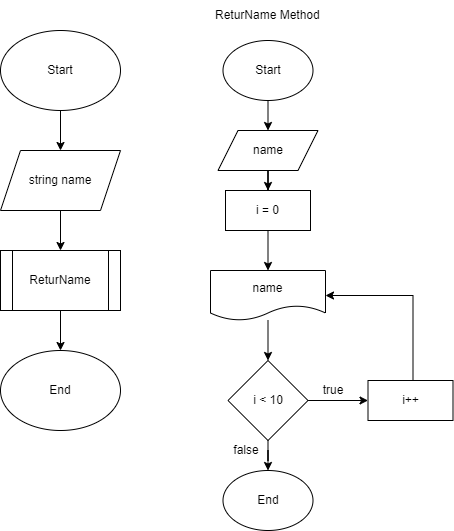 ReturName Method
Start
string name
ReturName
End
Start
name
i = 0
name
i < 10
true
i++
false
End